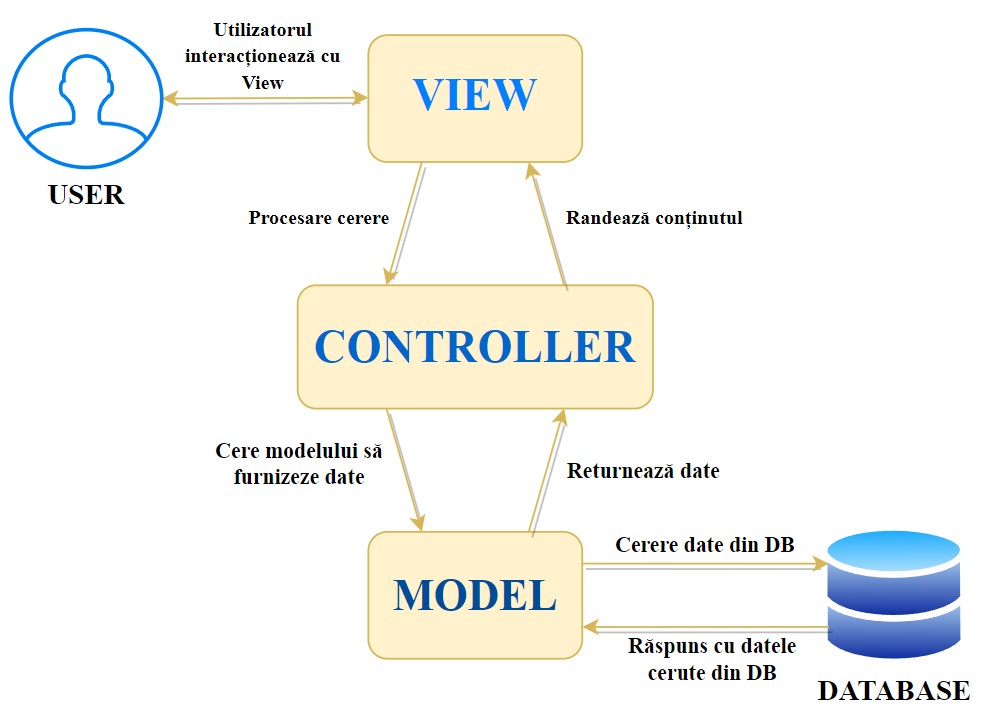 Utilizatorul
interacționează cu
View
VIEW
USER
Procesare cerere
Randează conținutul
CONTROLLER
Cere modelului să
furnizeze date
Returnează date
Cerere date din DB
MODEL
Răspuns cu datele
cerute din DB
DATABASE